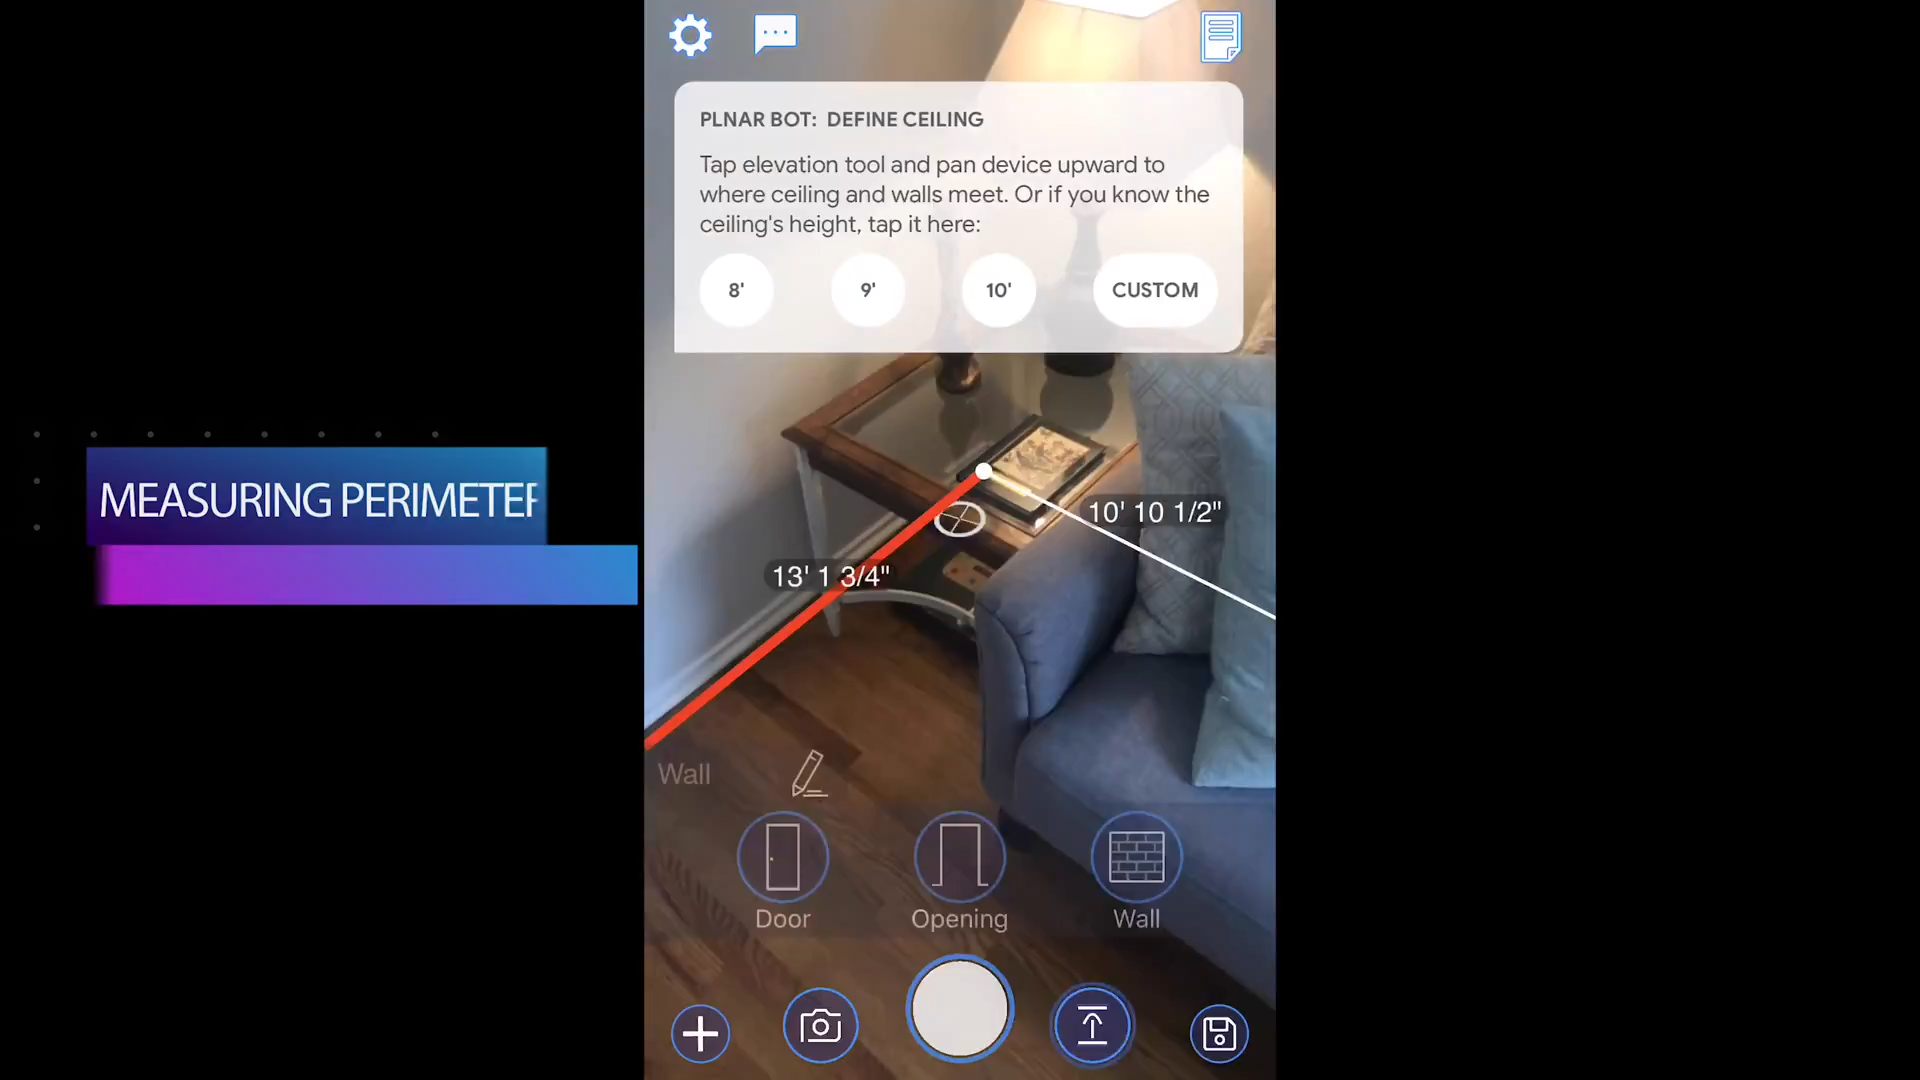 PLNAR BOT: DEFINE CEILING
Tap elevation tool and pan device upward to
where ceiling and walls meet. Or if you know the
ceiling's height, tap it here:
8' 9' 10' CUSTOM
MEASURING PERIMETER
10' 10 1/2"
13' 1 3/4"
Wall
Door Opening Wall